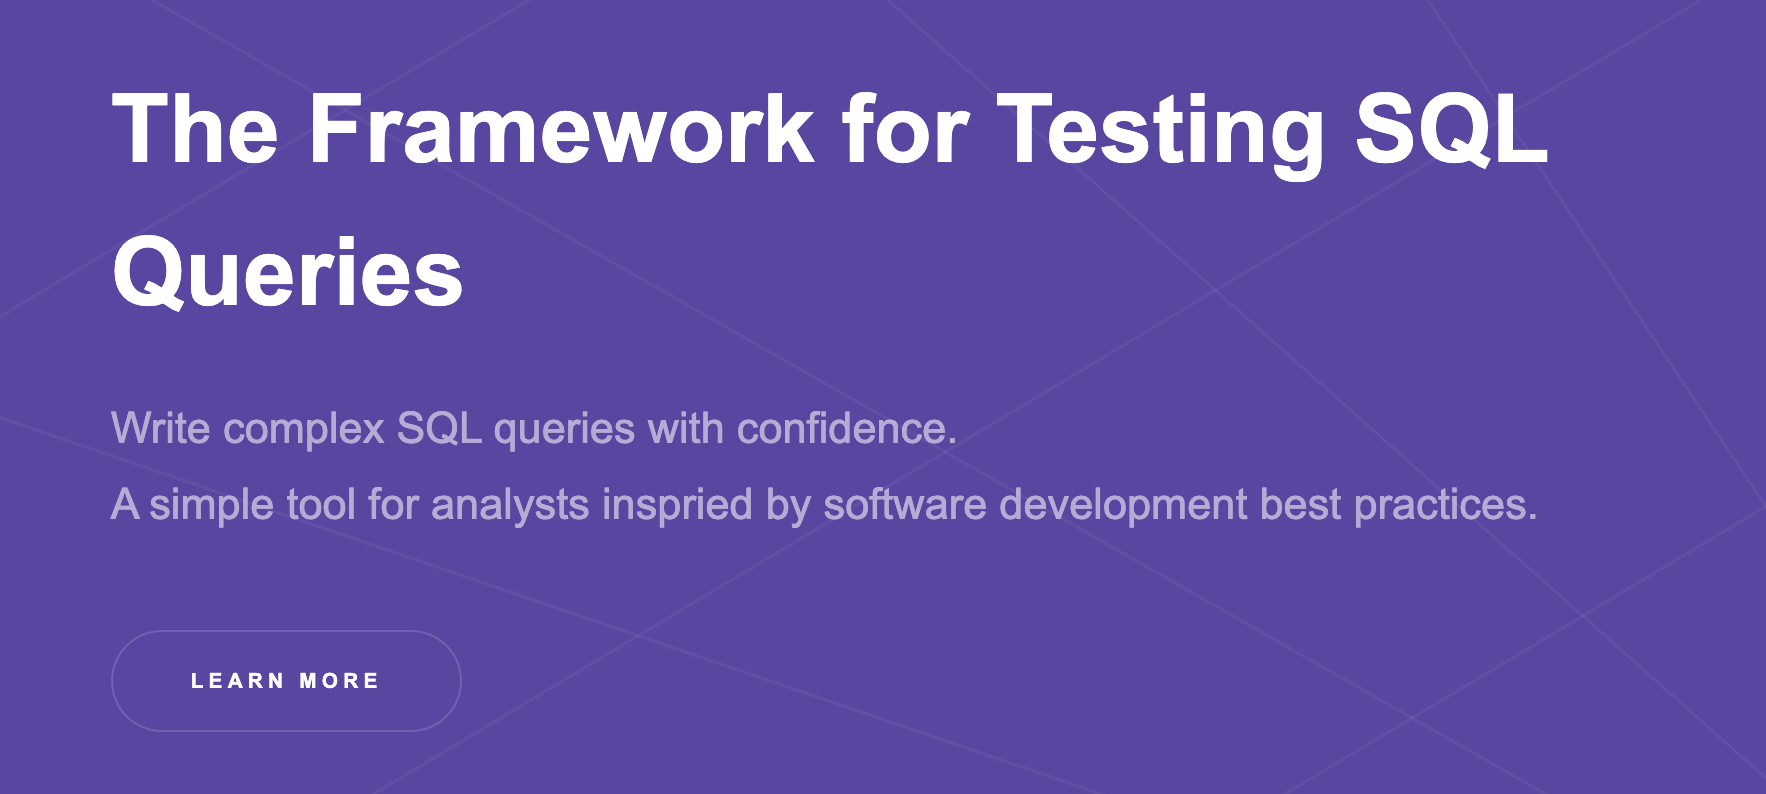 The Framework for Testing SQL
Queries
Write complex SQL queries with confidence.
A simple tool for analysts inspried by software development best practices.
LEARN MORE